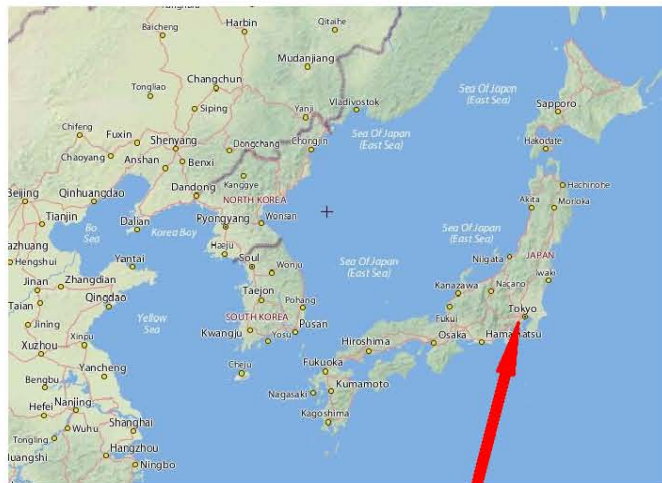 Qitaihe
Baicheng
Harbin
Mudanjiang
Changchun
Sea Of Japan
(East Sea)
Tongliao
Siping
Yanji
Vladivostok
Sapporo
Chifeng
Fuxin
Shenyang
Dongchang
Chongjin
Sea Of Japan
(East Sea)
Hakodate
Chaoyang
Anshan
Benxi
Kanggye
Hachinohe
Beijing
Qinhuangdao
Dandong
NORTH KOREA
Akita
Morioka
Tianjin
Bo
Sea
Dalian
Korea Bay
Pyongyang
Wonsan
Sea Of Japan
(East Sea)
Haeju
JAPAN
Hengshui
Yantai
Soul
Wonju
Sea Of Japan
(East Sea)
Niigata
Iwaki
Jinan
Zhangdian
Taejon
Kanazawa
Nagano
Taian
Qingdao
Pohang
Tokyo
Jining
Yellow
Sea
SOUTH KOREA
Kwangju
Yosu
Pusan
Fukui
Xuzhou
Xinpu
Hiroshima
Osaka
Yancheng
Cheju
Fukuoka
Bengbu
Nagasaki
Kumamoto
Hefei
Nanjing
Kagoshima
Wuhu
Shanghai
Tongling
Hangzhou
Ningbo